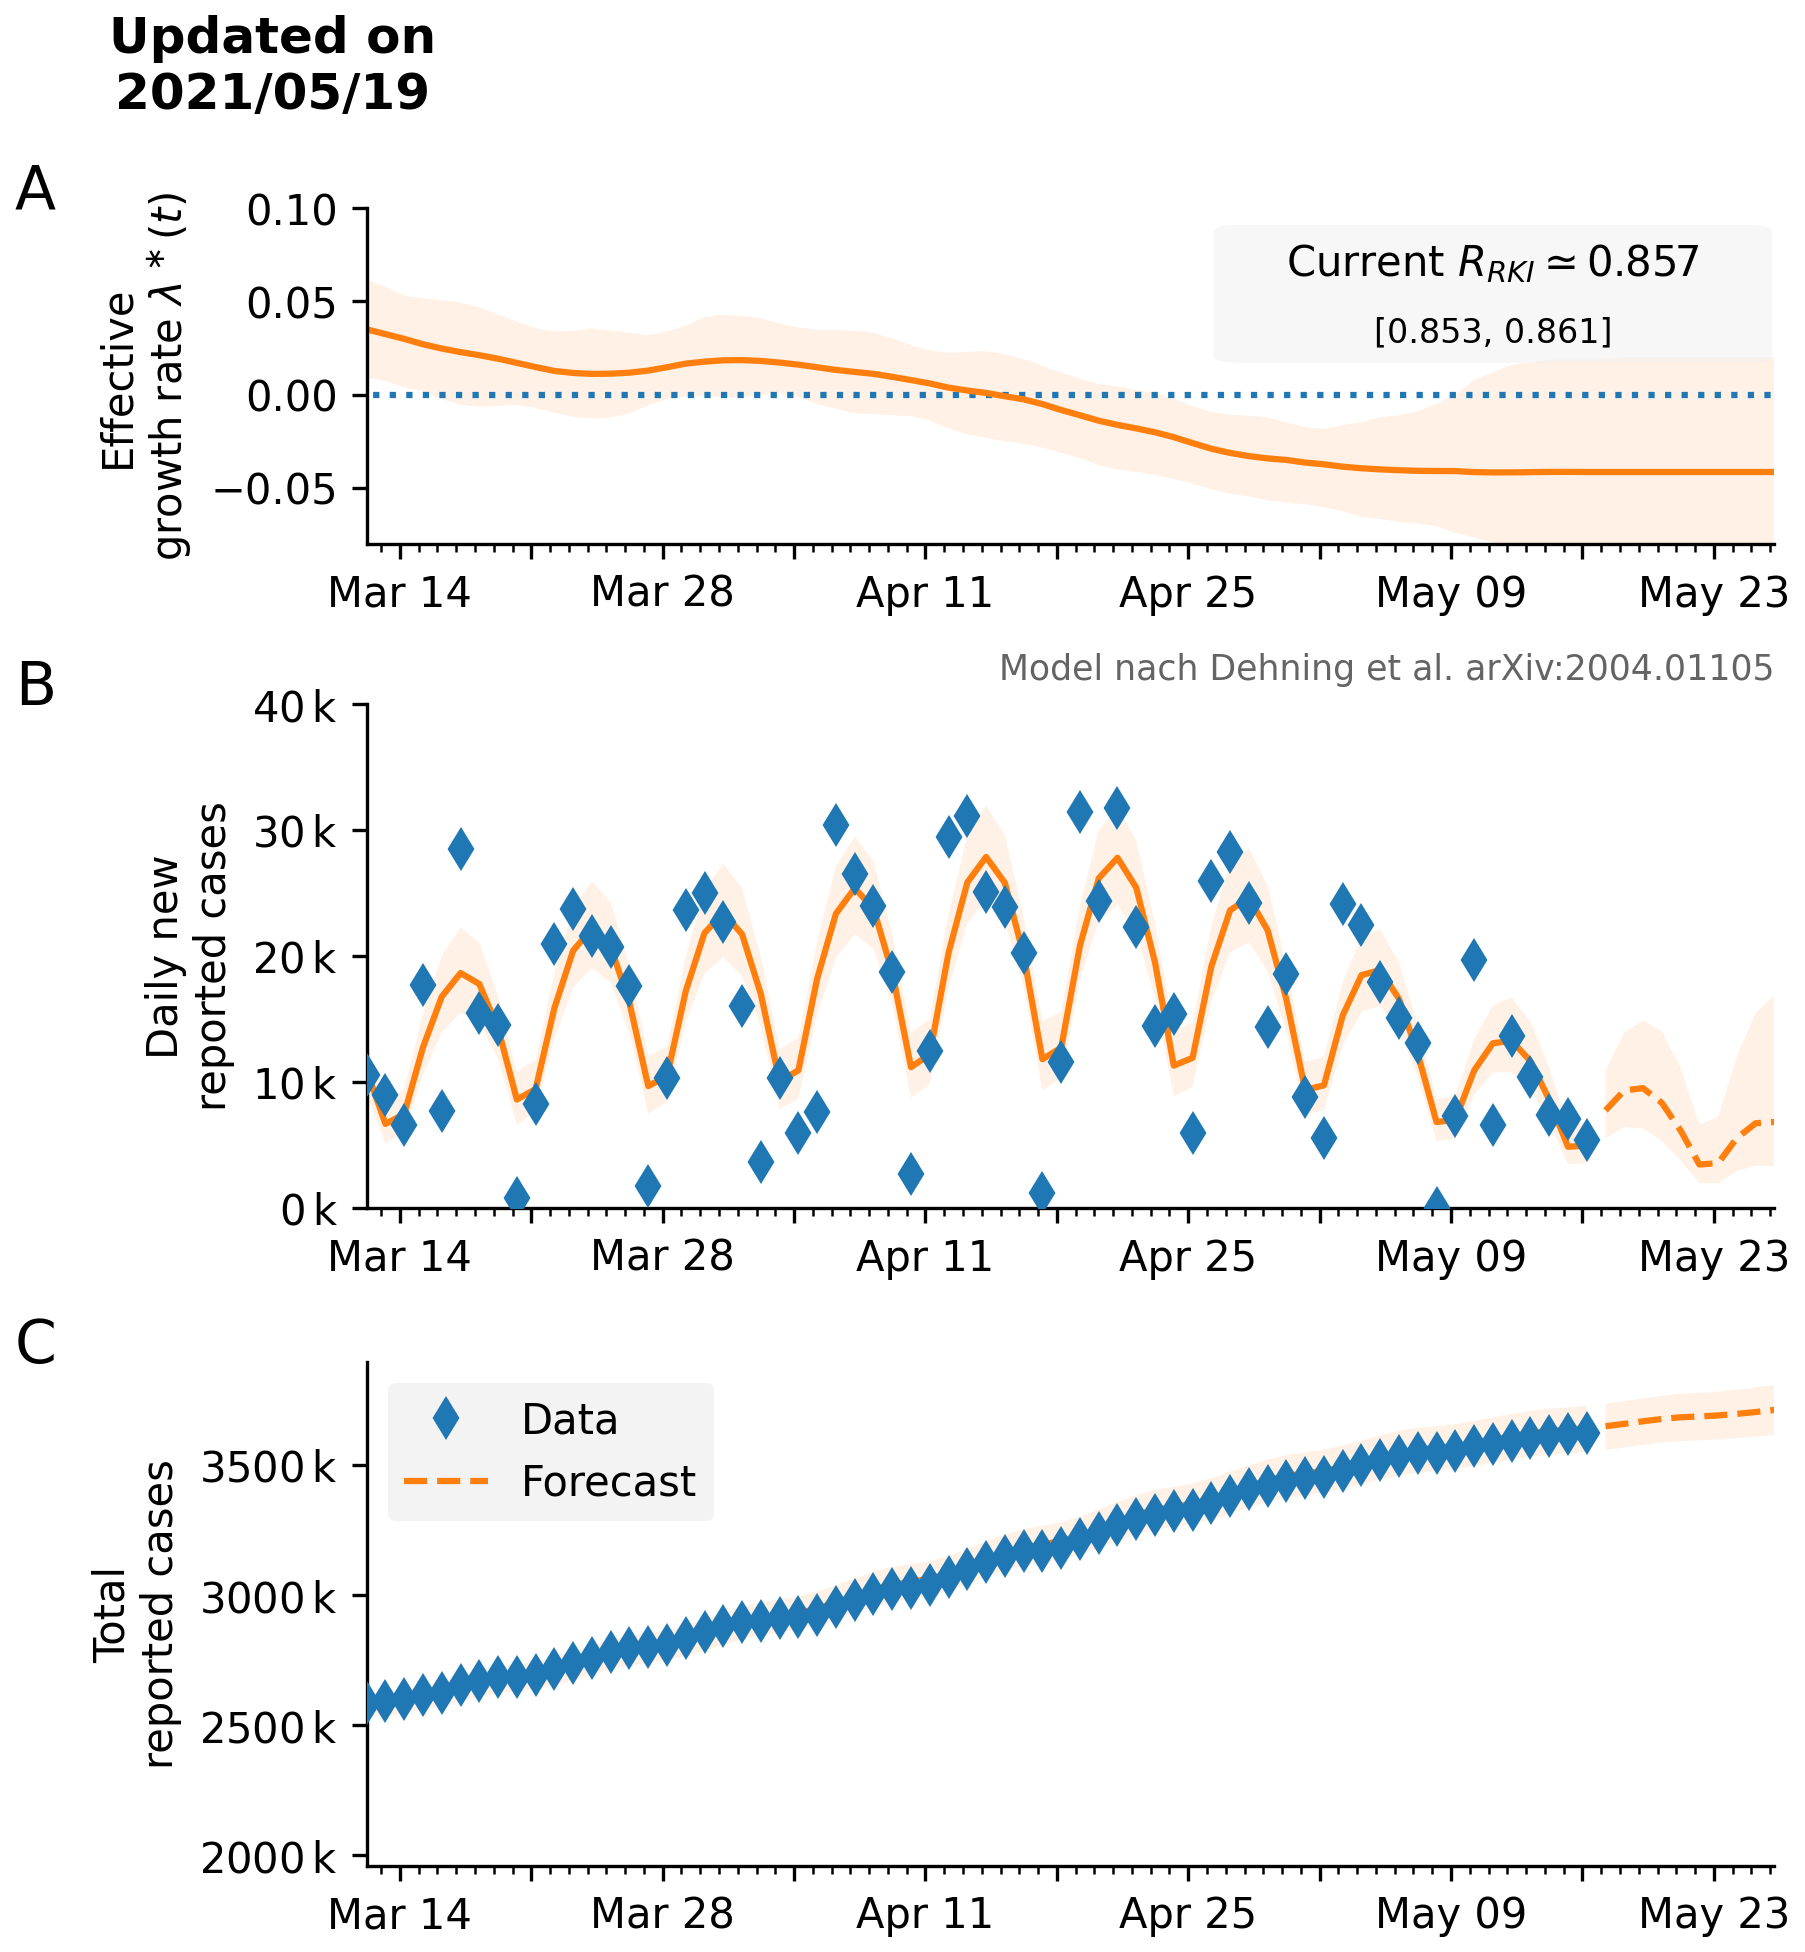 Updated on
2021/05/19
A
Effective
growth rate λ * (t)
0.10
0.05
0.00
−0.05
Current R_RKI ≃ 0.857
[0.853, 0.861]
Mar 14 Mar 28 Apr 11 Apr 25 May 09 May 23
Model nach Dehning et al. arXiv:2004.01105
B
Daily new
reported cases
40 k
30 k
20 k
10 k
0 k
Mar 14 Mar 28 Apr 11 Apr 25 May 09 May 23
C
Total
reported cases
Data
Forecast
3500 k
3000 k
2500 k
2000 k
Mar 14 Mar 28 Apr 11 Apr 25 May 09 May 23